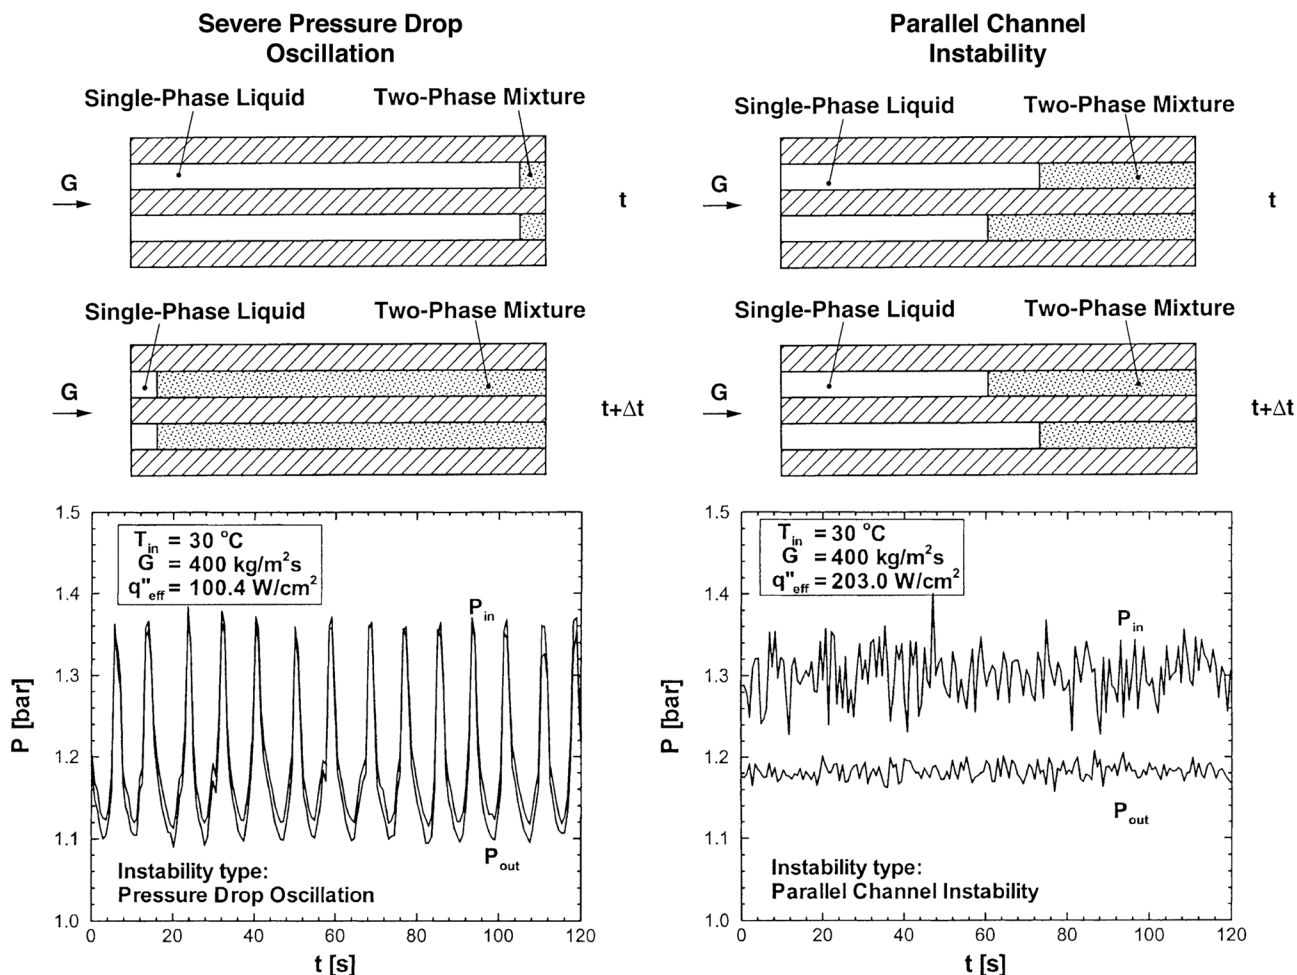 Severe Pressure Drop
Oscillation
Single-Phase Liquid
Two-Phase Mixture
G
t
Single-Phase Liquid
Two-Phase Mixture
G
t+Δt
1.5
1.4
1.3
1.2
1.1
1.0
P [bar]
T_in = 30 °C
G = 400 kg/m²s
q"_eff = 100.4 W/cm²
P_in
P_out
Instability type:
Pressure Drop Oscillation
0 20 40 60 80 100 120
t [s]
Parallel Channel
Instability
Single-Phase Liquid
Two-Phase Mixture
G
t
Single-Phase Liquid
Two-Phase Mixture
G
t+Δt
1.5
1.4
1.3
1.2
1.1
1.0
P [bar]
T_in = 30 °C
G = 400 kg/m²s
q"_eff = 203.0 W/cm²
P_in
P_out
Instability type:
Parallel Channel Instability
0 20 40 60 80 100 120
t [s]